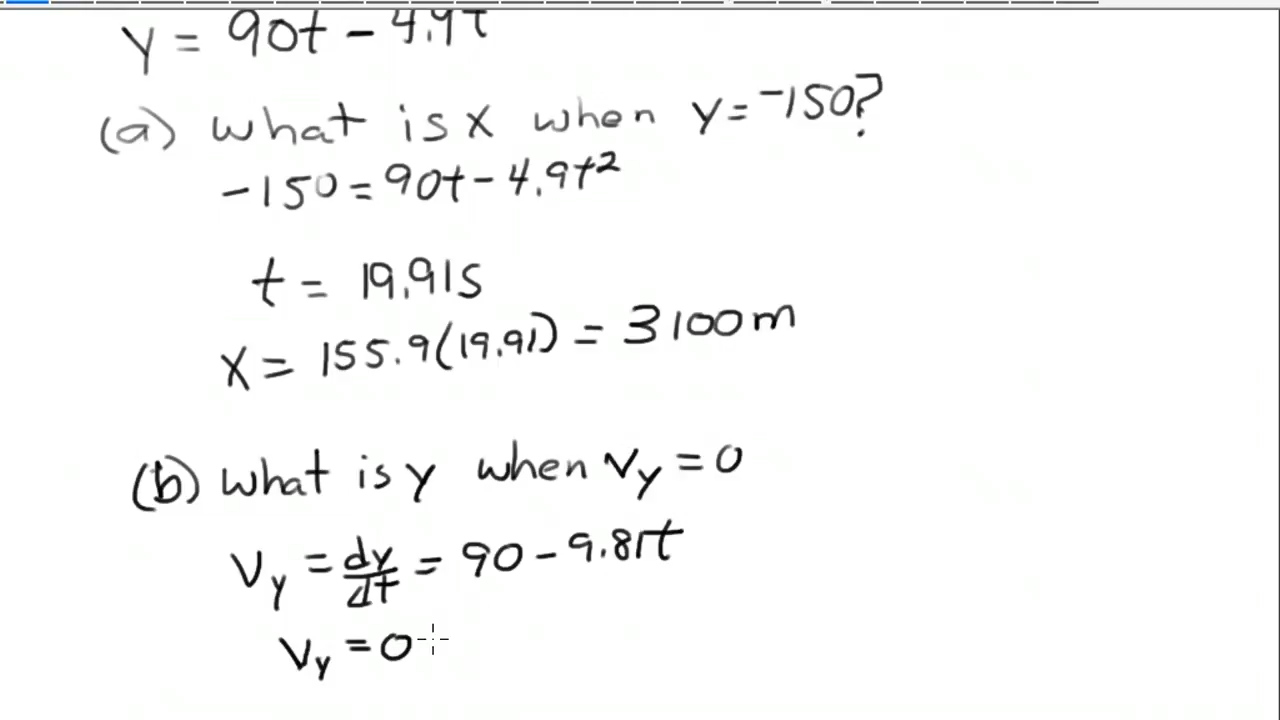 y = 90t - 4.9t
(a) What is x when y = -150?
-150 = 90t - 4.9t²
t = 19.91s
x = 155.9(19.91) = 3100m
(b) What is y when vy = 0
Vy = dy/dt = 90 - 9.81t
Vy = 0